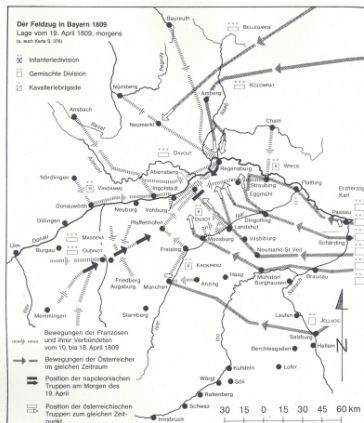 Der Feldzug in Bayern 1809
Lage vom 19. April 1809, morgens
(s. auch Karte S. 376)
Infanteriedivision
Gemischte Division
Kavalleriebrigade
Bayreuth
BELLEGARDE
KOLOWRAT
Nürnberg
Amberg
Ansbach
Neumarkt
Cham
DAVOUT
Nördlingen
VANDAMME
Abensberg
Ingolstadt
Regensburg
WREDE
Straubing
Plattling
Eggmühl
Erzherzog
Karl
Passau
Donauwörth
Neuburg
Vohburg
Pfaffenhofen
Dillingen
Donau
Ulm
Burgau
MASSENA
OUDINOT
Freising
Moosburg
Landshut
Dingolfing
Vilsbiburg
Neumarkt-St. Veit
Schärding
Friedberg
Augsburg
KRONPRINZ
Haag
Mühldorf
Burghausen
Braunau
München
Anzing
Memmingen
Starnberg
Laufen
JELLACIC
Salzburg
Berchtesgaden
Hallein
Lofer
Kufstein
Wörgl
Söll
Rattenberg
Schwaz
Innsbruck
Bewegungen der Franzosen
und ihrer Verbündeten
vom 10. bis 18. April 1809
Bewegungen der Österreicher
im gleichen Zeitraum
Position der napoleonischen
Truppen am Morgen des
19. April
Position der österreichischen
Truppen zum gleichen Zeit-
punkt
30 15 0 15 30 45 60 km